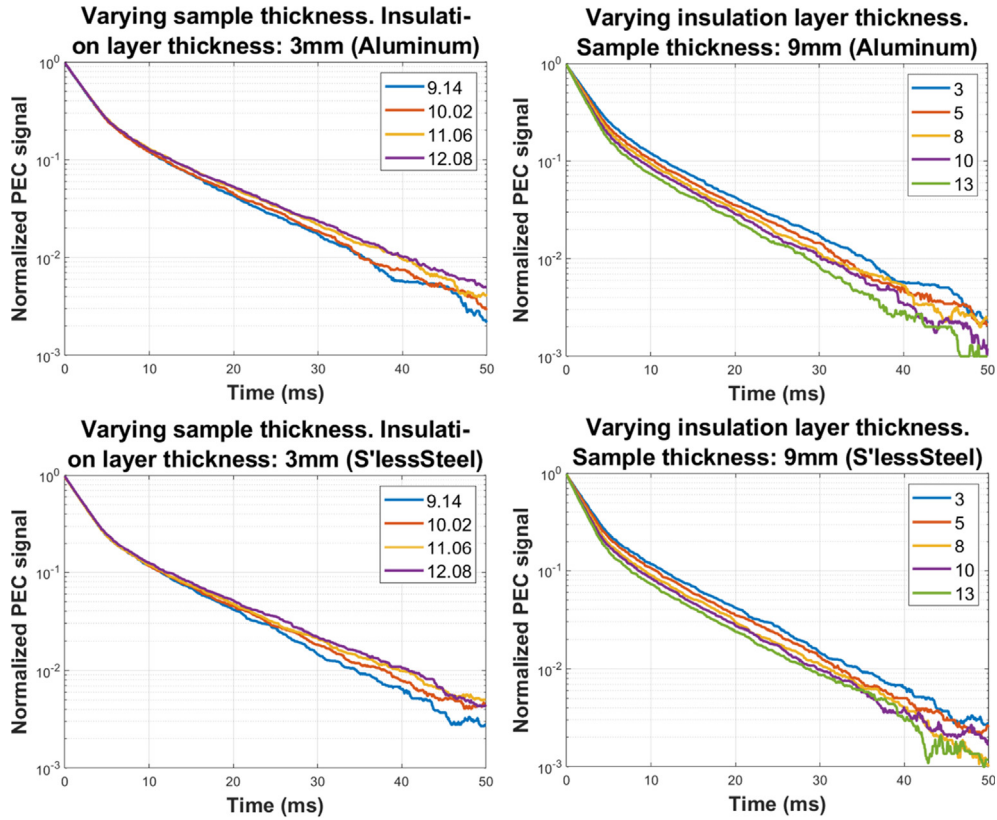 Varying sample thickness. Insulati-
on layer thickness: 3mm (Aluminum)
Normalized PEC signal
10^0
10^-1
10^-2
10^-3
9.14
10.02
11.06
12.08
0 10 20 30 40 50
Time (ms)
Varying insulation layer thickness.
Sample thickness: 9mm (Aluminum)
Normalized PEC signal
10^0
10^-1
10^-2
10^-3
3
5
8
10
13
0 10 20 30 40 50
Time (ms)
Varying sample thickness. Insulati-
on layer thickness: 3mm (S'lessSteel)
Normalized PEC signal
10^0
10^-1
10^-2
10^-3
9.14
10.02
11.06
12.08
0 10 20 30 40 50
Time (ms)
Varying insulation layer thickness.
Sample thickness: 9mm (S'lessSteel)
Normalized PEC signal
10^0
10^-1
10^-2
10^-3
3
5
8
10
13
0 10 20 30 40 50
Time (ms)